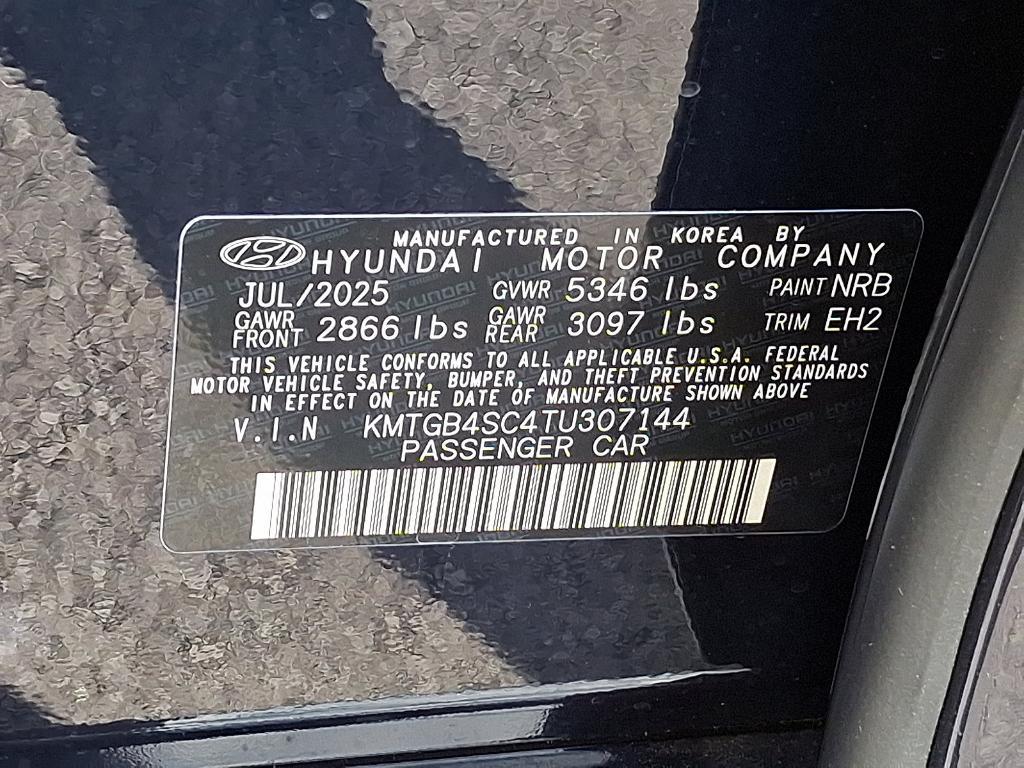 MANUFACTURED IN KOREA BY
HYUNDAI MOTOR COMPANY
JUL/2025 GVWR 5346 lbs PAINT NRB
GAWR FRONT 2866 lbs GAWR REAR 3097 lbs TRIM EH2
THIS VEHICLE CONFORMS TO ALL APPLICABLE U.S.A. FEDERAL
MOTOR VEHICLE SAFETY, BUMPER, AND THEFT PREVENTION STANDARDS
IN EFFECT ON THE DATE OF MANUFACTURE SHOWN ABOVE
V.I.N KMTGB4SC4TU307144
PASSENGER CAR